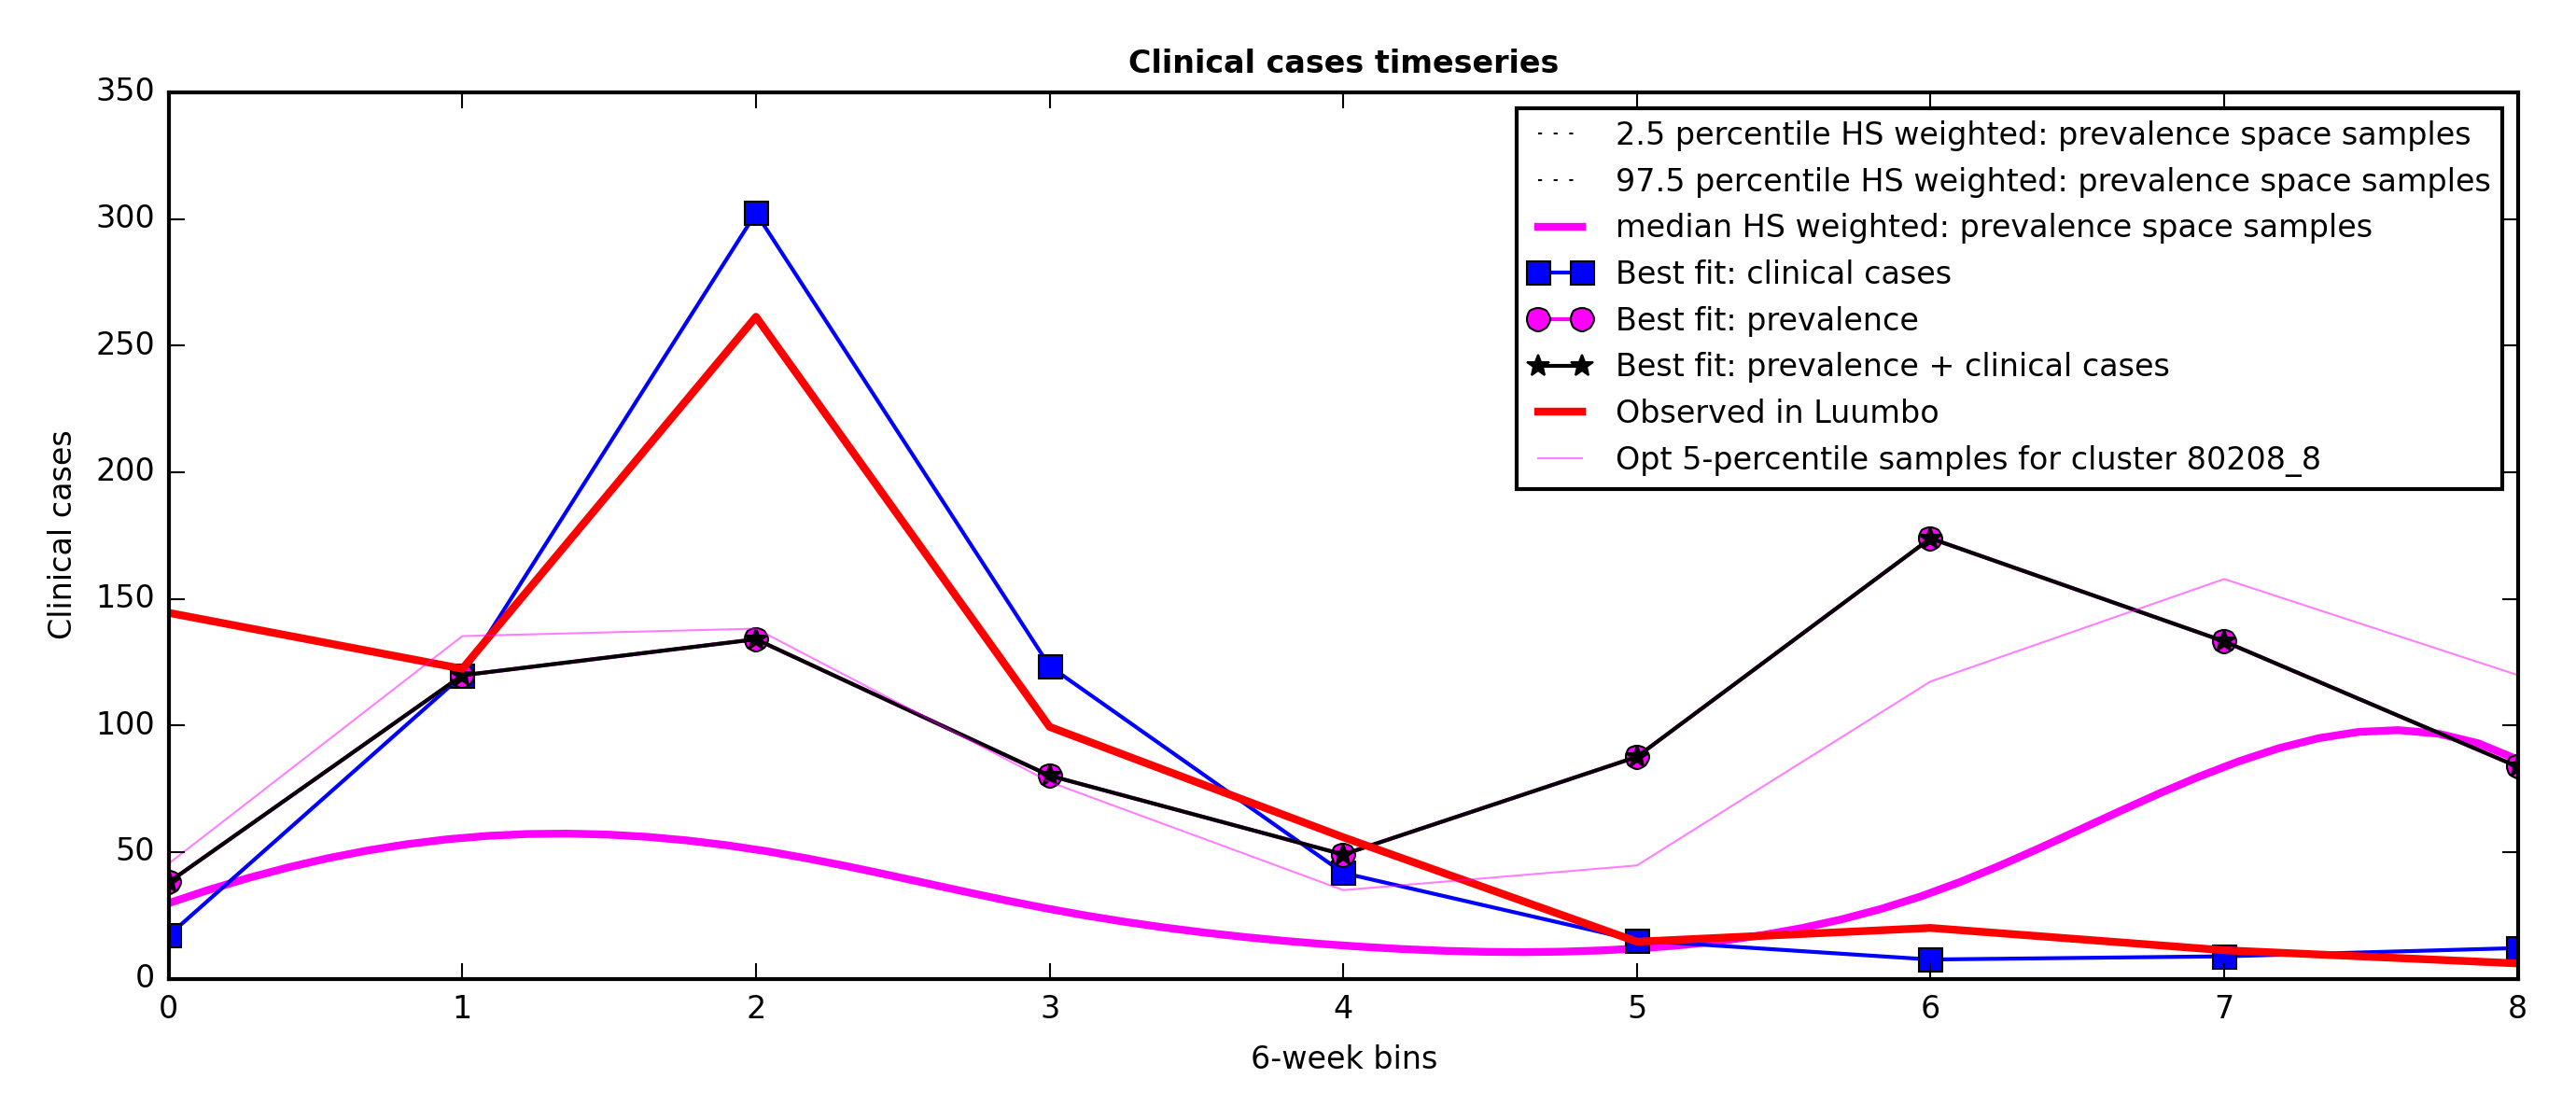 Clinical cases timeseries
350
300
250
200
150
100
50
0
Clinical cases
2.5 percentile HS weighted: prevalence space samples
97.5 percentile HS weighted: prevalence space samples
median HS weighted: prevalence space samples
Best fit: clinical cases
Best fit: prevalence
Best fit: prevalence + clinical cases
Observed in Luumbo
Opt 5-percentile samples for cluster 80208_8
0 1 2 3 4 5 6 7 8
6-week bins